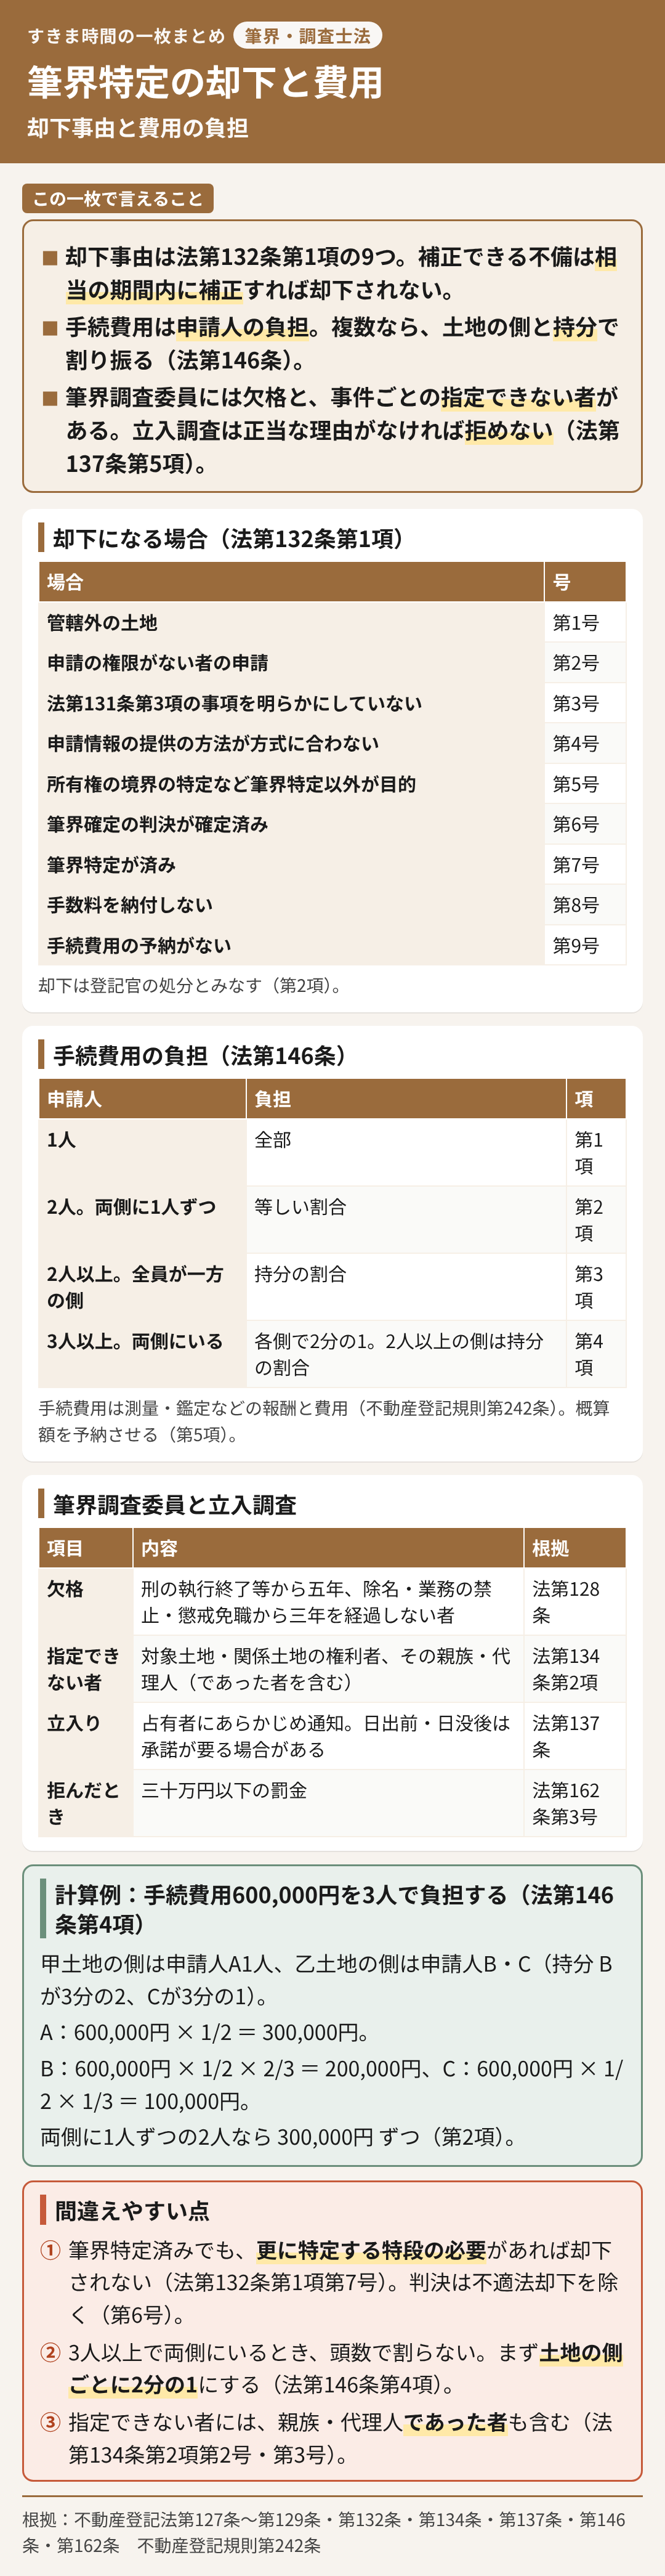 すきま時間の一枚まとめ 筆界・調査士法
筆界特定の却下と費用
却下事由と費用の負担
この一枚で言えること
■ 却下事由は法第132条第1項の9つ。補正できる不備は相
当の期間内に補正すれば却下されない。
■ 手続費用は申請人の負担。複数なら、土地の側と持分で
割り振る（法第146条）。
■ 筆界調査委員には欠格と、事件ごとの指定できない者が
ある。立入調査は正当な理由がなければ拒めない（法第
137条第5項）。
却下になる場合（法第132条第1項）
場合 号
管轄外の土地 第1号
申請の権限がない者の申請 第2号
法第131条第3項の事項を明らかにしていない 第3号
申請情報の提供の方法が方式に合わない 第4号
所有権の境界の特定など筆界特定以外が目的 第5号
筆界確定の判決が確定済み 第6号
筆界特定が済み 第7号
手数料を納付しない 第8号
手続費用の予納がない 第9号
却下は登記官の処分とみなす（第2項）。
手続費用の負担（法第146条）
申請人 負担 項
1人 全部 第1
項
2人。両側に1人ずつ 等しい割合 第2
項
2人以上。全員が一方 持分の割合 第3
の側 項
3人以上。両側にいる 各側で2分の1。2人以上の側は持分 第4
の割合 項
手続費用は測量・鑑定などの報酬と費用（不動産登記規則第242条）。概算
額を予納させる（第5項）。
筆界調査委員と立入調査
項目 内容 根拠
欠格 刑の執行終了等から五年、除名・業務の禁 法第128
止・懲戒免職から三年を経過しない者 条
指定でき 対象土地・関係土地の権利者、その親族・代 法第134
ない者 理人（であった者を含む） 条第2項
立入り 占有者にあらかじめ通知。日出前・日没後は 法第137
承諾が要る場合がある 条
拒んだと 三十万円以下の罰金 法第162
き 条第3号
計算例：手続費用600,000円を3人で負担する（法第146
条第4項）
甲土地の側は申請人A1人、乙土地の側は申請人B・C（持分 B
が3分の2、Cが3分の1）。
A：600,000円 × 1/2 ＝ 300,000円。
B：600,000円 × 1/2 × 2/3 ＝ 200,000円、C：600,000円 × 1/
2 × 1/3 ＝ 100,000円。
両側に1人ずつの2人なら 300,000円 ずつ（第2項）。
間違えやすい点
① 筆界特定済みでも、更に特定する特段の必要があれば却下
されない（法第132条第1項第7号）。判決は不適法却下を除
く（第6号）。
② 3人以上で両側にいるとき、頭数で割らない。まず土地の側
ごとに2分の1にする（法第146条第4項）。
③ 指定できない者には、親族・代理人であった者も含む（法
第134条第2項第2号・第3号）。
根拠：不動産登記法第127条〜第129条・第132条・第134条・第137条・第146
条・第162条　不動産登記規則第242条